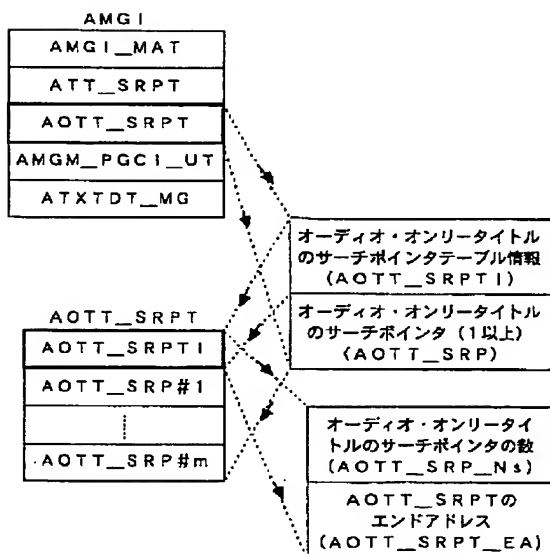 AMGI
AMGI_MAT
ATT_SRPT
AOTT_SRPT
AMGM_PGCI_UT
ATXTDT_MG
オーディオ・オンリータイトル
のサーチポインタテーブル情報
(AOTT_SRPTI)
オーディオ・オンリータイトル
のサーチポインタ(1以上)
(AOTT_SRP)
AOTT_SRPT
AOTT_SRPTI
AOTT_SRP#1
AOTT_SRP#m
オーディオ・オンリータイ
トルのサーチポインタの数
(AOTT_SRP_Ns)
AOTT_SRPTの
エンドアドレス
(AOTT_SRPT_EA)